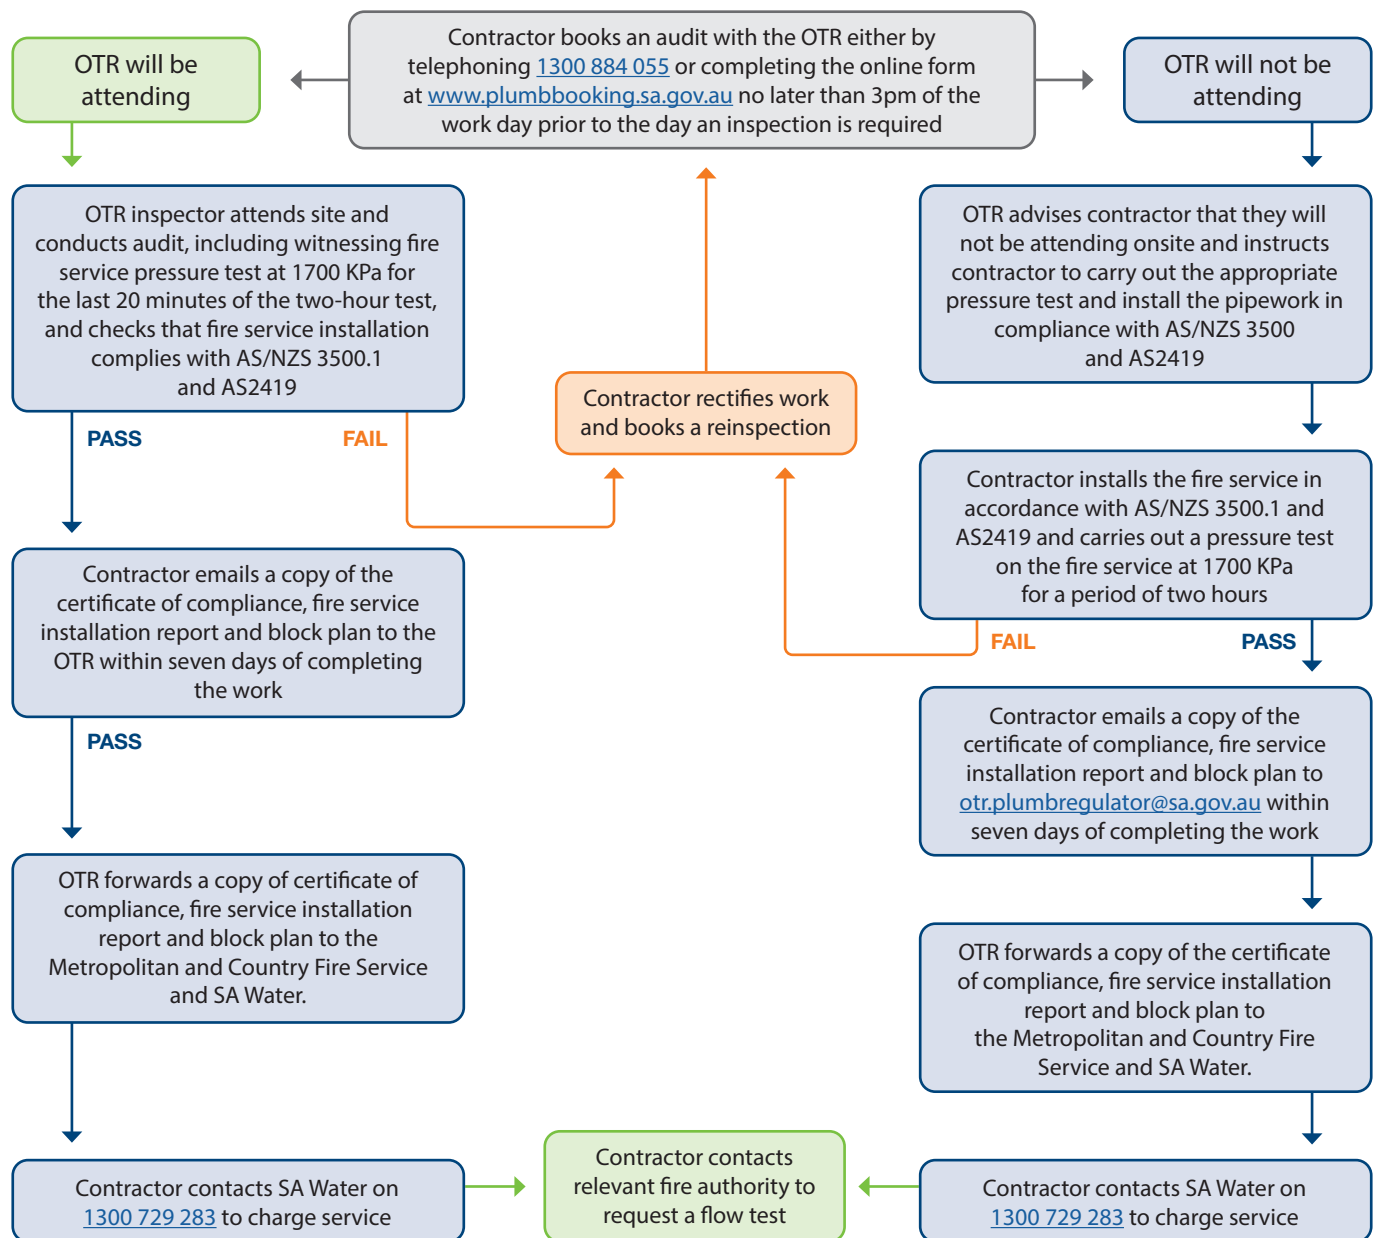 Contractor books an audit with the OTR either by
telephoning 1300 884 055 or completing the online form
at www.plumbbooking.sa.gov.au no later than 3pm of the
work day prior to the day an inspection is required
OTR will be
attending
OTR inspector attends site and
conducts audit, including witnessing fire
service pressure test at 1700 KPa for
the last 20 minutes of the two-hour test,
and checks that fire service installation
complies with AS/NZS 3500.1
and AS2419
PASS
FAIL
Contractor emails a copy of the
certificate of compliance, fire service
installation report and block plan to the
OTR within seven days of completing
the work
PASS
OTR forwards a copy of certificate of
compliance, fire service installation
report and block plan to the
Metropolitan and Country Fire Service
and SA Water.
Contractor contacts SA Water on
1300 729 283 to charge service
Contractor rectifies work
and books a reinspection
OTR will not be
attending
OTR advises contractor that they will
not be attending onsite and instructs
contractor to carry out the appropriate
pressure test and install the pipework in
compliance with AS/NZS 3500
and AS2419
Contractor installs the fire service in
accordance with AS/NZS 3500.1 and
AS2419 and carries out a pressure test
on the fire service at 1700 KPa
for a period of two hours
FAIL
PASS
Contractor emails a copy of the
certificate of compliance, fire service
installation report and block plan to
otr.plumbregulator@sa.gov.au within
seven days of completing the work
OTR forwards a copy of the certificate
of compliance, fire service installation
report and block plan to
the Metropolitan and Country Fire
Service and SA Water.
Contractor contacts SA Water on
1300 729 283 to charge service
Contractor contacts
relevant fire authority to
request a flow test